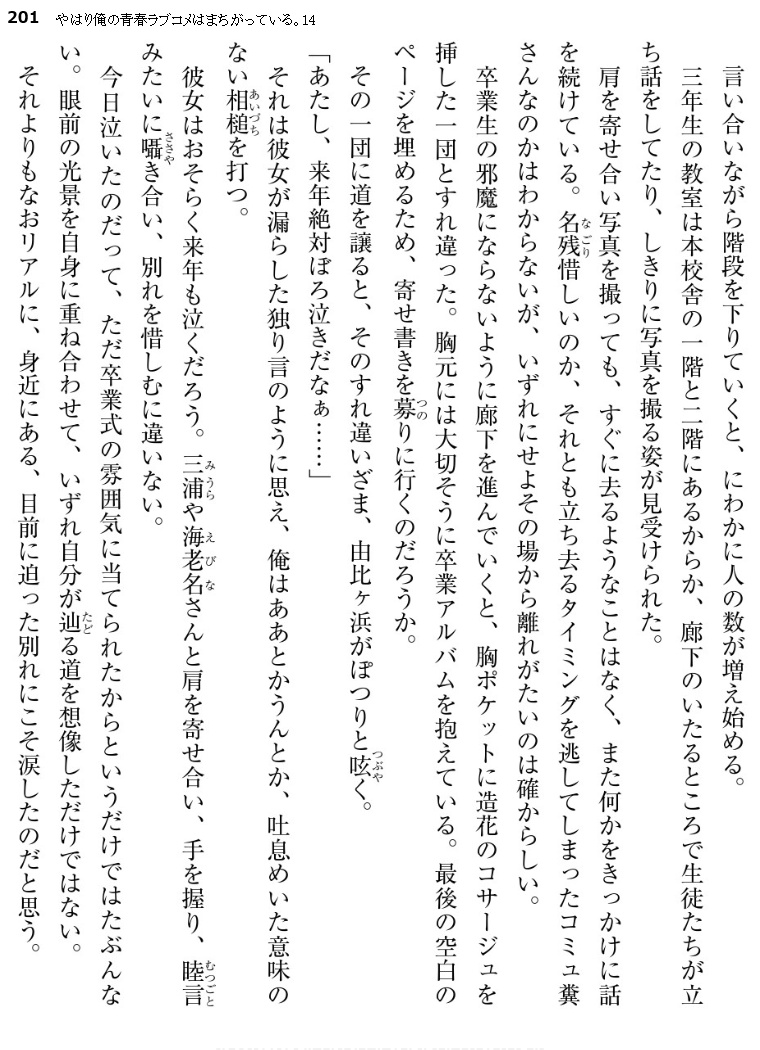 201 やはり俺の青春ラブコメはまちがっている。14
言い合いながら階段を下りていくと、にわかに人の数が増え始める。
三年生の教室は本校舎の一階と二階にあるからか、廊下のいたるところで生徒たちが立
ち話をしてたり、しきりに写真を撮る姿が見受けられた。
肩を寄せ合い写真を撮っても、すぐに去るようなことはなく、また何かをきっかけに話
を続けている。名残惜しいのか、それとも立ち去るタイミングを逃してしまったコミュ糞
さんなのかはわからないが、いずれにせよその場から離れがたいのは確からしい。
卒業生の邪魔にならないように廊下を進んでいくと、胸ポケットに造花のコサージュを
挿した一団とすれ違った。胸元には大切そうに卒業アルバムを抱えている。最後の空白の
ページを埋めるため、寄せ書きを募りに行くのだろうか。
その一団に道を譲ると、そのすれ違いざま、由比ヶ浜がぽつりと呟く。
「あたし、来年絶対ぼろ泣きだなぁ……」
それは彼女が漏らした独り言のように思え、俺はああとかうんとか、吐息めいた意味の
ない相槌を打つ。
彼女はおそらく来年も泣くだろう。三浦や海老名さんと肩を寄せ合い、手を握り、睦言
みたいに囁き合い、別れを惜しむに違いない。
今日泣いたのだって、ただ卒業式の雰囲気に当てられたからというだけではたぶんな
い。眼前の光景を自身に重ね合わせて、いずれ自分が辿る道を想像しただけではない。
それよりもなおリアルに、身近にある、目前に迫った別れにこそ涙したのだと思う。